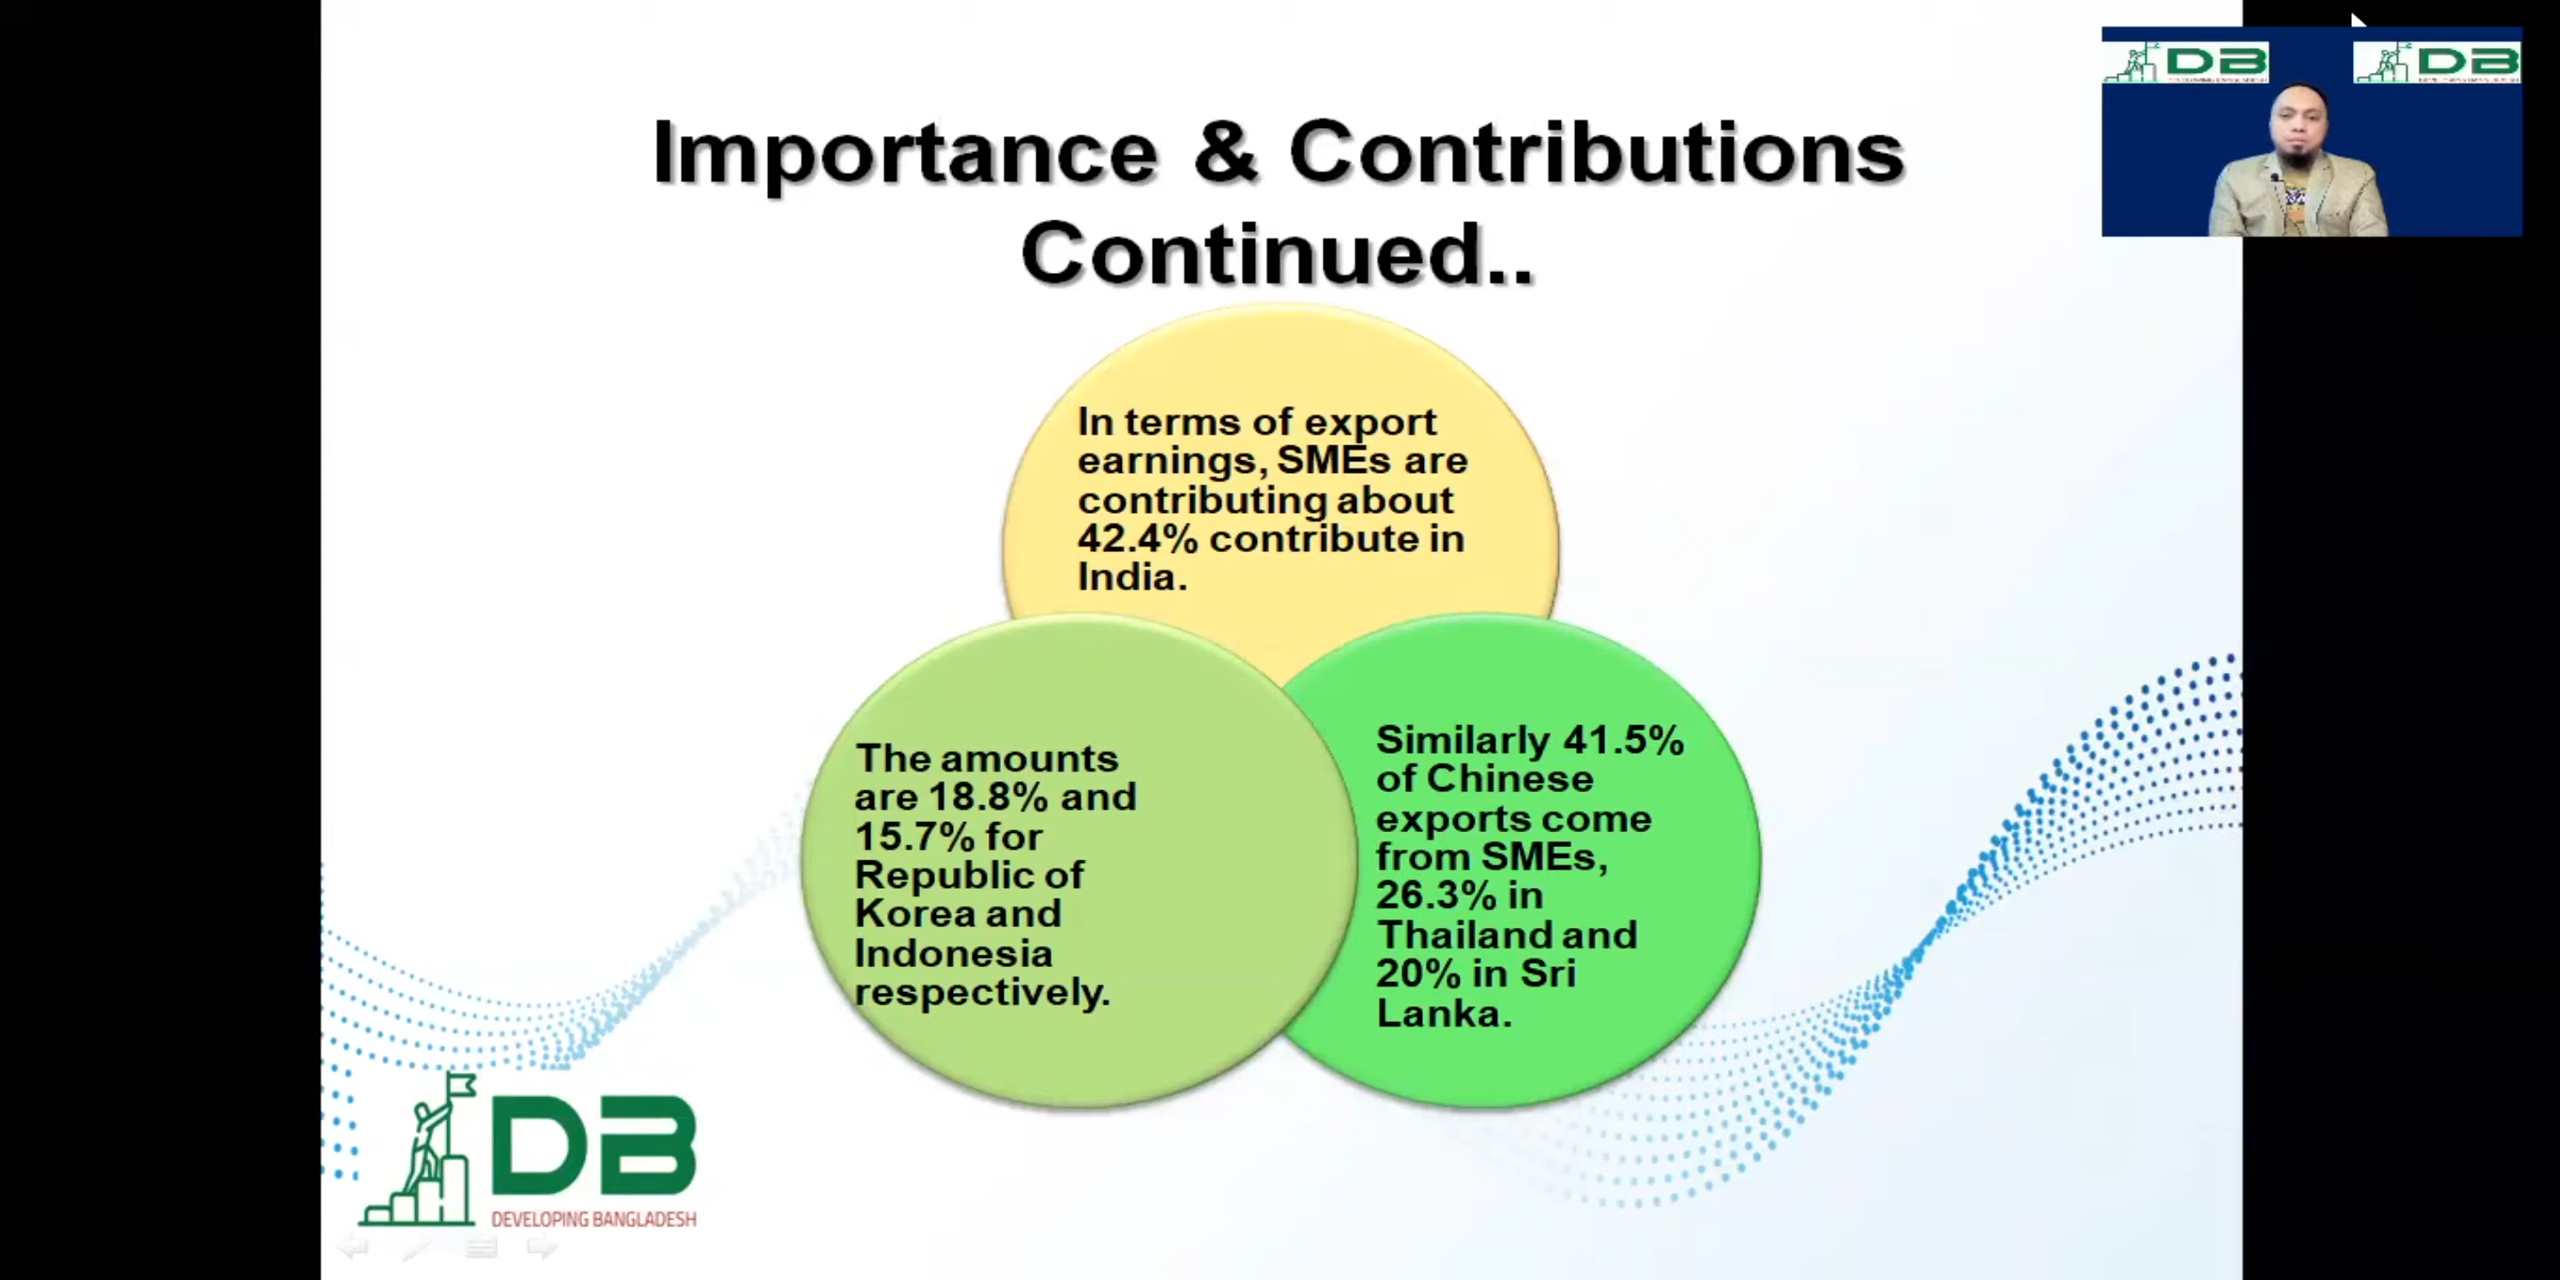 Importance & Contributions
Continued..
In terms of export
earnings, SMEs are
contributing about
42.4% contribute in
India.
The amounts
are 18.8% and
15.7% for
Republic of
Korea and
Indonesia
respectively.
Similarly 41.5%
of Chinese
exports come
from SMEs,
26.3% in
Thailand and
20% in Sri
Lanka.
DB
DEVELOPING BANGLADESH
DB
DB